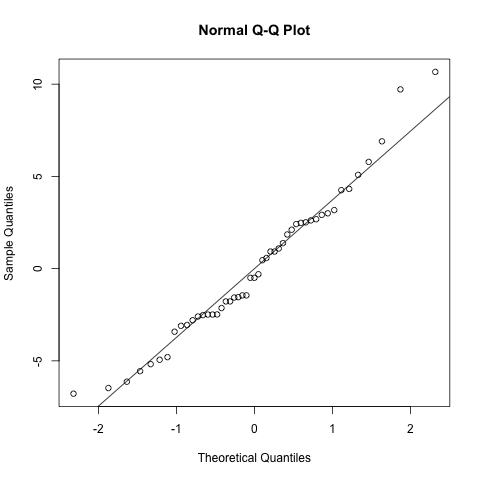 Normal Q-Q Plot
10
5
0
-5
Sample Quantiles
-2 -1 0 1 2
Theoretical Quantiles